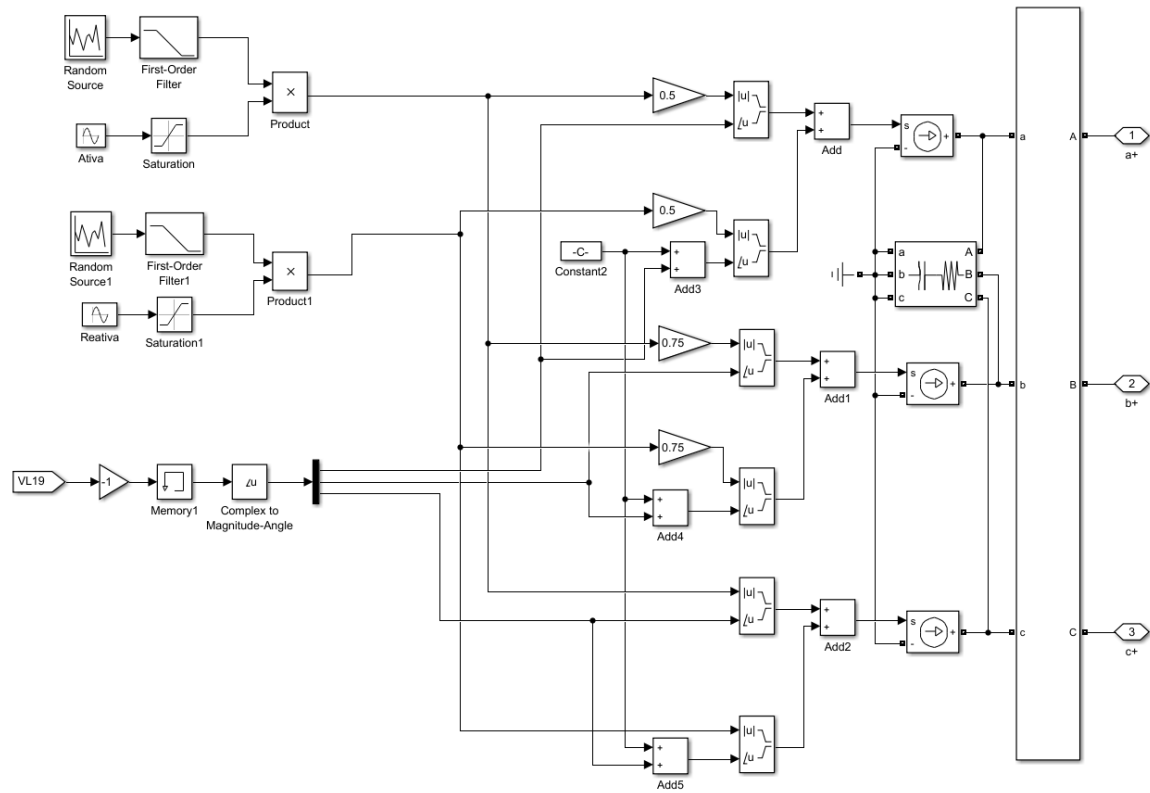 Random
Source
First-Order
Filter
×
Product
Ativa
Saturation
0.5
|u|
∠u
+
+
Add
s
-
+
a
A
1
a+
Random
Source1
First-Order
Filter1
×
Product1
Reativa
Saturation1
0.5
-C-
Constant2
+
+
Add3
|u|
∠u
a
b
c
A
B
C
0.75
|u|
∠u
+
+
Add1
s
-
+
b
B
2
b+
0.75
VL19
-1
Memory1
∠u
Complex to
Magnitude-Angle
+
+
Add4
|u|
∠u
|u|
∠u
+
+
Add2
s
-
+
c
C
3
c+
+
+
Add5
|u|
∠u